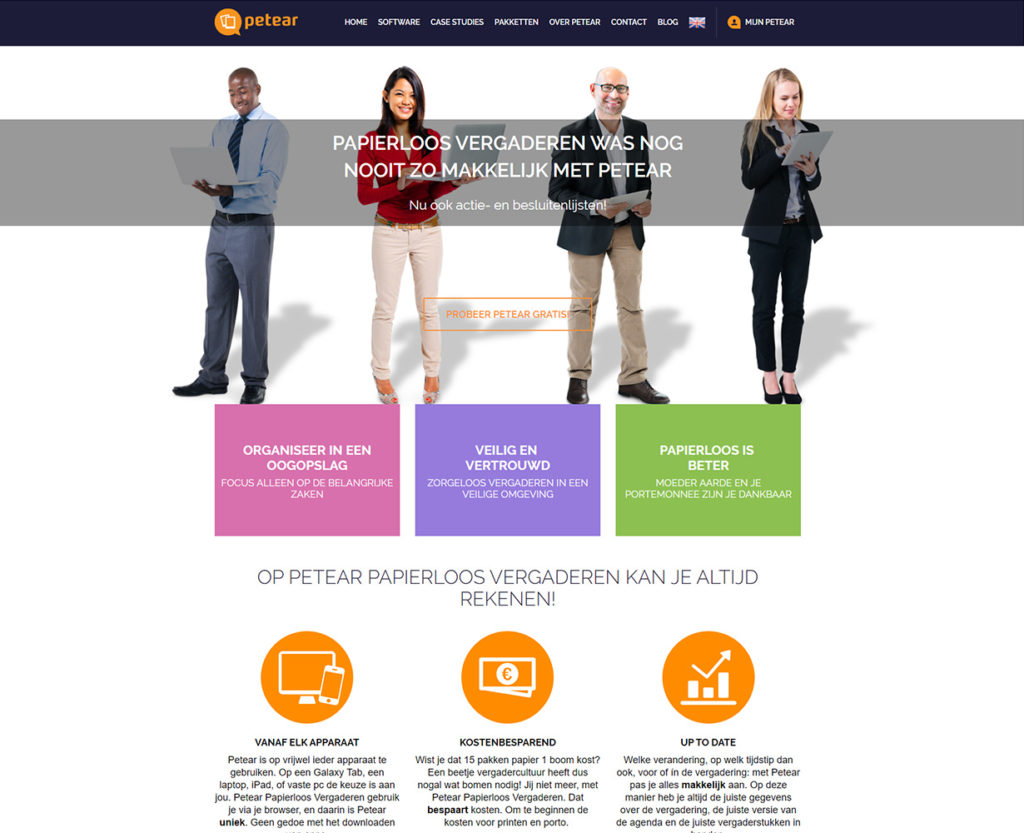 petear
HOME SOFTWARE CASE STUDIES PAKKETTEN OVER PETEAR CONTACT BLOG MIJN PETEAR
PAPIERLOOS VERGADEREN WAS NOG
NOOIT ZO MAKKELIJK MET PETEAR
Nu ook actie- en besluitenlijsten!
PROBEER PETEAR GRATIS!
ORGANISEER IN EEN
OOGOPSLAG
FOCUS ALLEEN OP DE BELANGRIJKE
ZAKEN
VEILIG EN
VERTROUWD
ZORGELOOS VERGADEREN IN EEN
VEILIGE OMGEVING
PAPIERLOOS IS
BETER
MOEDER AARDE EN JE
PORTEMONNEE ZIJN JE DANKBAAR
OP PETEAR PAPIERLOOS VERGADEREN KAN JE ALTIJD
REKENEN!
VANAF ELK APPARAAT
Petear is op vrijwel ieder apparaat te
gebruiken. Op een Galaxy Tab, een
laptop, iPad, of vaste pc de keuze is aan
jou. Petear Papierloos Vergaderen gebruik
je via je browser, en daarin is Petear
uniek. Geen gedoe met het downloaden
KOSTENBESPAREND
Wist je dat 15 pakken papier 1 boom kost?
Een beetje vergadercultuur heeft dus
nogal wat bomen nodig! Jij niet meer, met
Petear Papierloos Vergaderen. Dat
bespaart kosten. Om te beginnen de
kosten voor printen en porto.
UP TO DATE
Welke verandering, op welk tijdstip dan
ook, voor of in de vergadering: met Petear
pas je alles makkelijk aan. Op deze
manier heb je altijd de juiste gegevens
over de vergadering, de juiste versie van
de agenda en de juiste vergaderstukken in